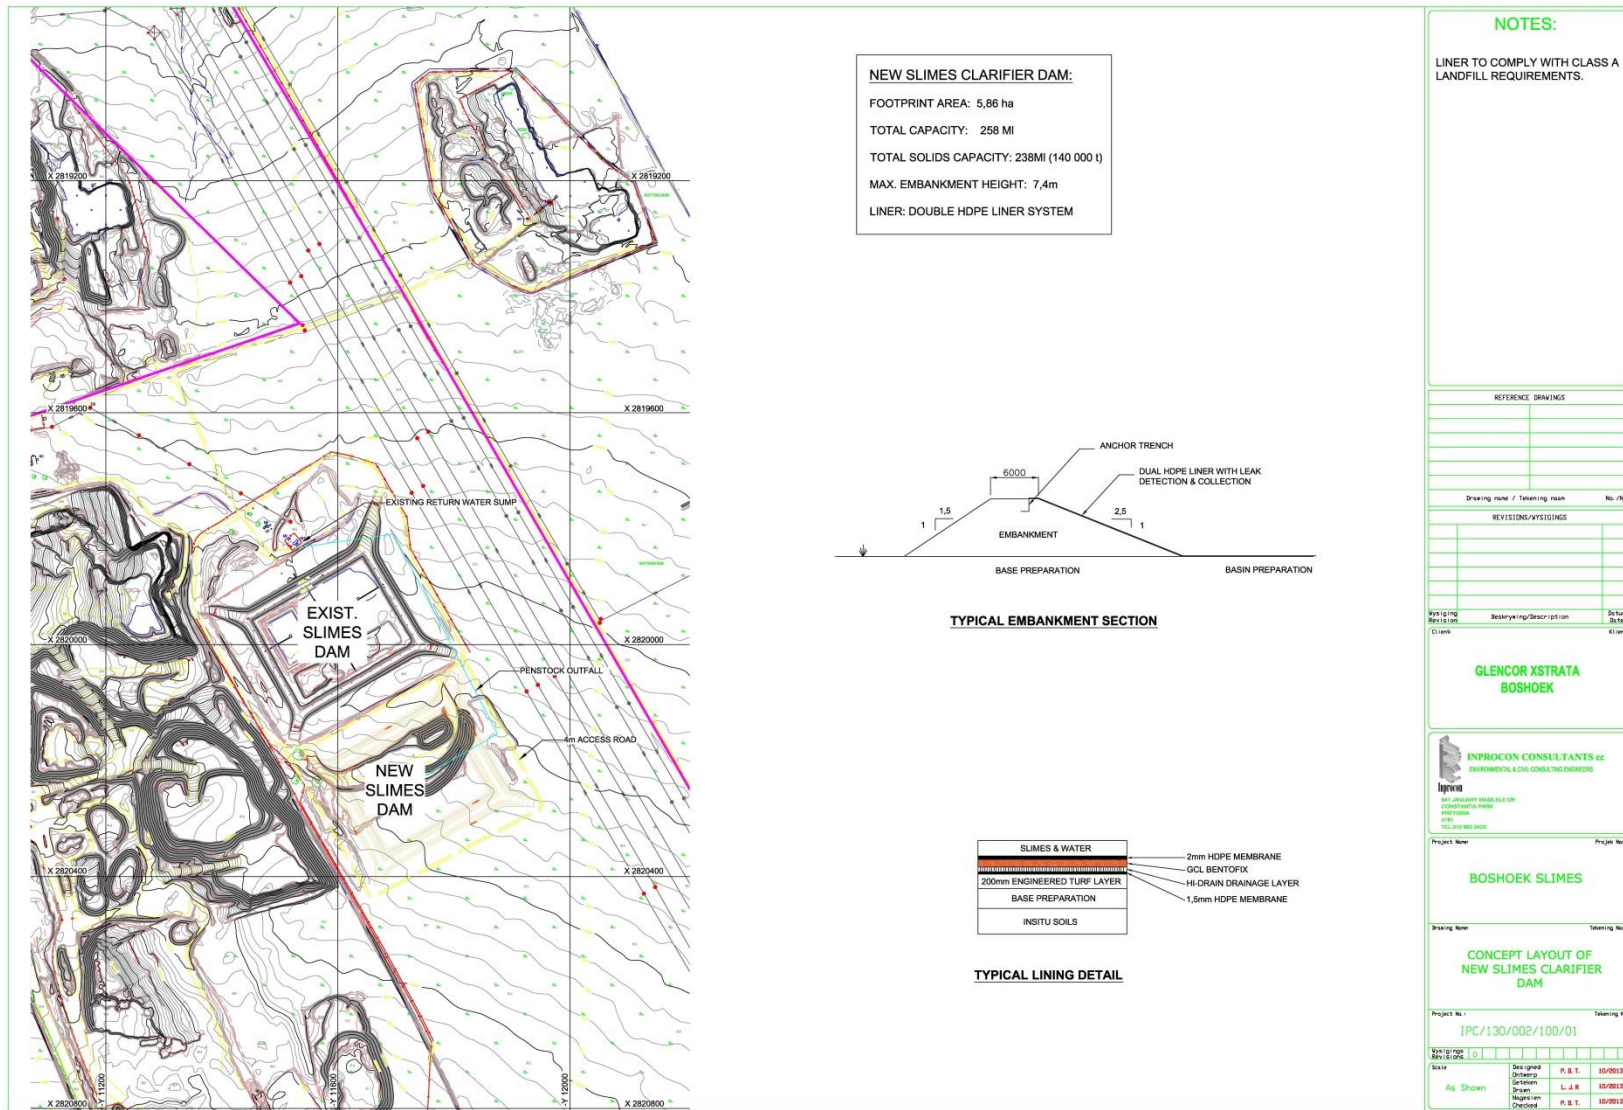 X 2819200
X 2819200
X 2819600
X 2819600
EXISTING RETURN WATER SUMP
EXIST.
SLIMES
DAM
X 2820000
X 2820000
PENSTOCK OUTFALL
4m ACCESS ROAD
NEW
SLIMES
DAM
X 2820400
X 2820400
Y 11200
Y 11600
Y 12000
X 2820800
X 2820800
NEW SLIMES CLARIFIER DAM:
FOOTPRINT AREA: 5,86 ha
TOTAL CAPACITY: 258 Ml
TOTAL SOLIDS CAPACITY: 238Ml (140 000 t)
MAX. EMBANKMENT HEIGHT: 7,4m
LINER: DOUBLE HDPE LINER SYSTEM
ANCHOR TRENCH
6000
DUAL HDPE LINER WITH LEAK
DETECTION & COLLECTION
1,5
1
2,5
1
EMBANKMENT
BASE PREPARATION
BASIN PREPARATION
TYPICAL EMBANKMENT SECTION
SLIMES & WATER
2mm HDPE MEMBRANE
GCL BENTOFIX
HI-DRAIN DRAINAGE LAYER
200mm ENGINEERED TURF LAYER
1,5mm HDPE MEMBRANE
BASE PREPARATION
INSITU SOILS
TYPICAL LINING DETAIL
NOTES:
LINER TO COMPLY WITH CLASS A
LANDFILL REQUIREMENTS.
REFERENCE DRAWINGS
Drawing name / Tekening naam
REVISIONS/WYSIGINGS
Wysiging
Revision
Beskrywing/Description
Client
GLENCOR XSTRATA
BOSHOEK
INPROCON CONSULTANTS cc
ENVIRONMENTAL & CIVIL CONSULTING ENGINEERS
Inprocon
CONSTANTIA PARK
PRETORIA
Project Name
BOSHOEK SLIMES
Drawing Name
CONCEPT LAYOUT OF
NEW SLIMES CLARIFIER
DAM
Project No.
IPC/130/002/100/01
Wysigings
Revisions
0
Scale
As Shown
Designed
Ontwerp
P. D. T.
10/2013
Geteken
Drawn
L. J. R
10/2013
Nagesien
Checked
P. D. T.
10/2013